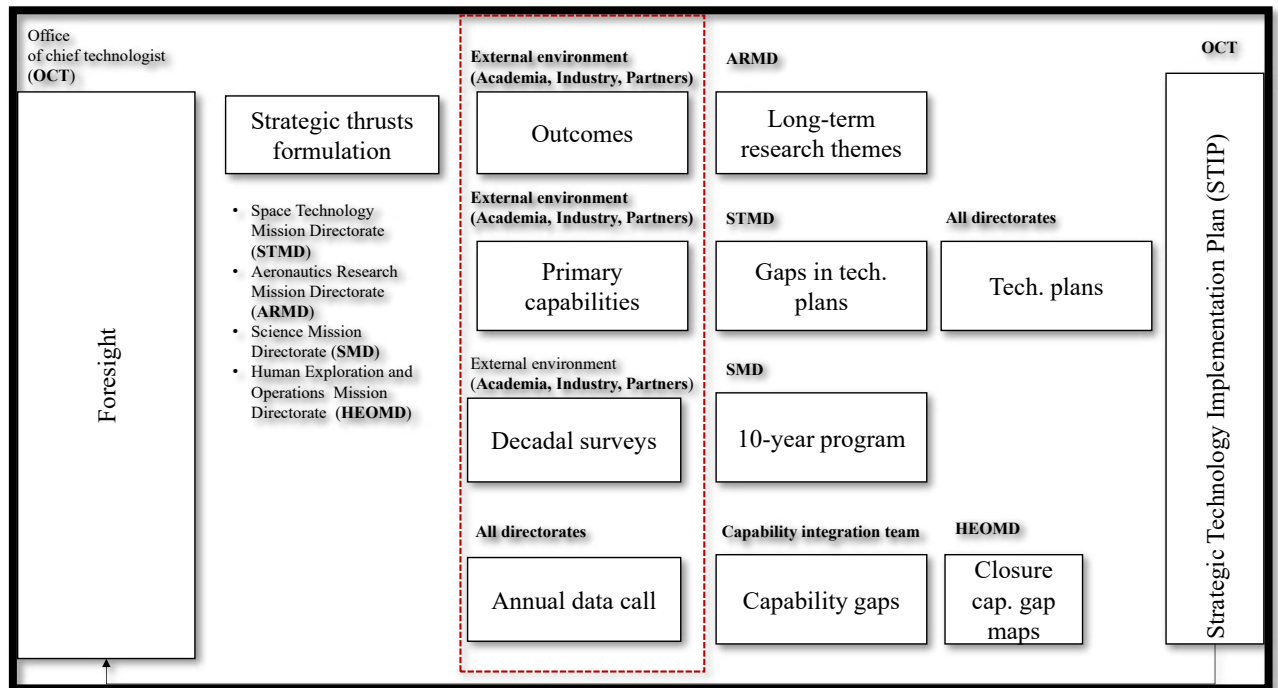 Office
of chief technologist
(OCT)
Foresight
Strategic thrusts
formulation
• Space Technology
Mission Directorate
(STMD)
• Aeronautics Research
Mission Directorate
(ARMD)
• Science Mission
Directorate (SMD)
• Human Exploration and
Operations Mission
Directorate (HEOMD)
External environment
(Academia, Industry, Partners)
Outcomes
ARMD
Long-term
research themes
External environment
(Academia, Industry, Partners)
Primary
capabilities
STMD
Gaps in tech.
plans
All directorates
Tech. plans
External environment
(Academia, Industry, Partners)
Decadal surveys
SMD
10-year program
All directorates
Annual data call
Capability integration team
Capability gaps
HEOMD
Closure
cap. gap
maps
OCT
Strategic Technology Implementation Plan (STIP)